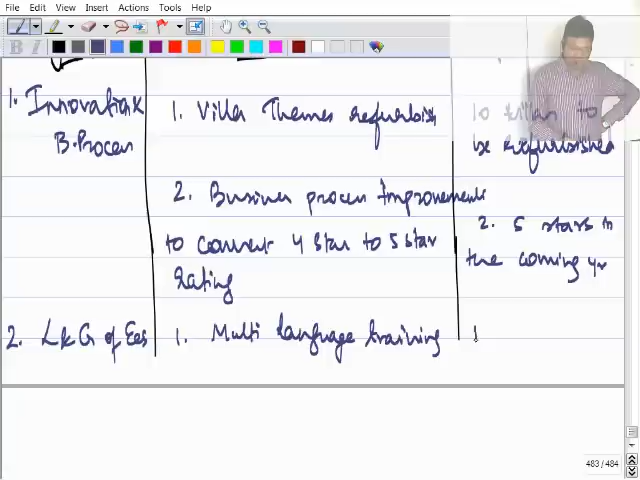 File Edit View Insert Actions Tools Help
1. Innovation &
B. Process
1. Villa Themes refurbish
10 villas to
be refurbished
2. Business process improvements
to convert 4 star to 5 star
Rating
2. 5 stars in
the coming yr
2. L & G of Ees
1. Multi language training
1
483 / 484